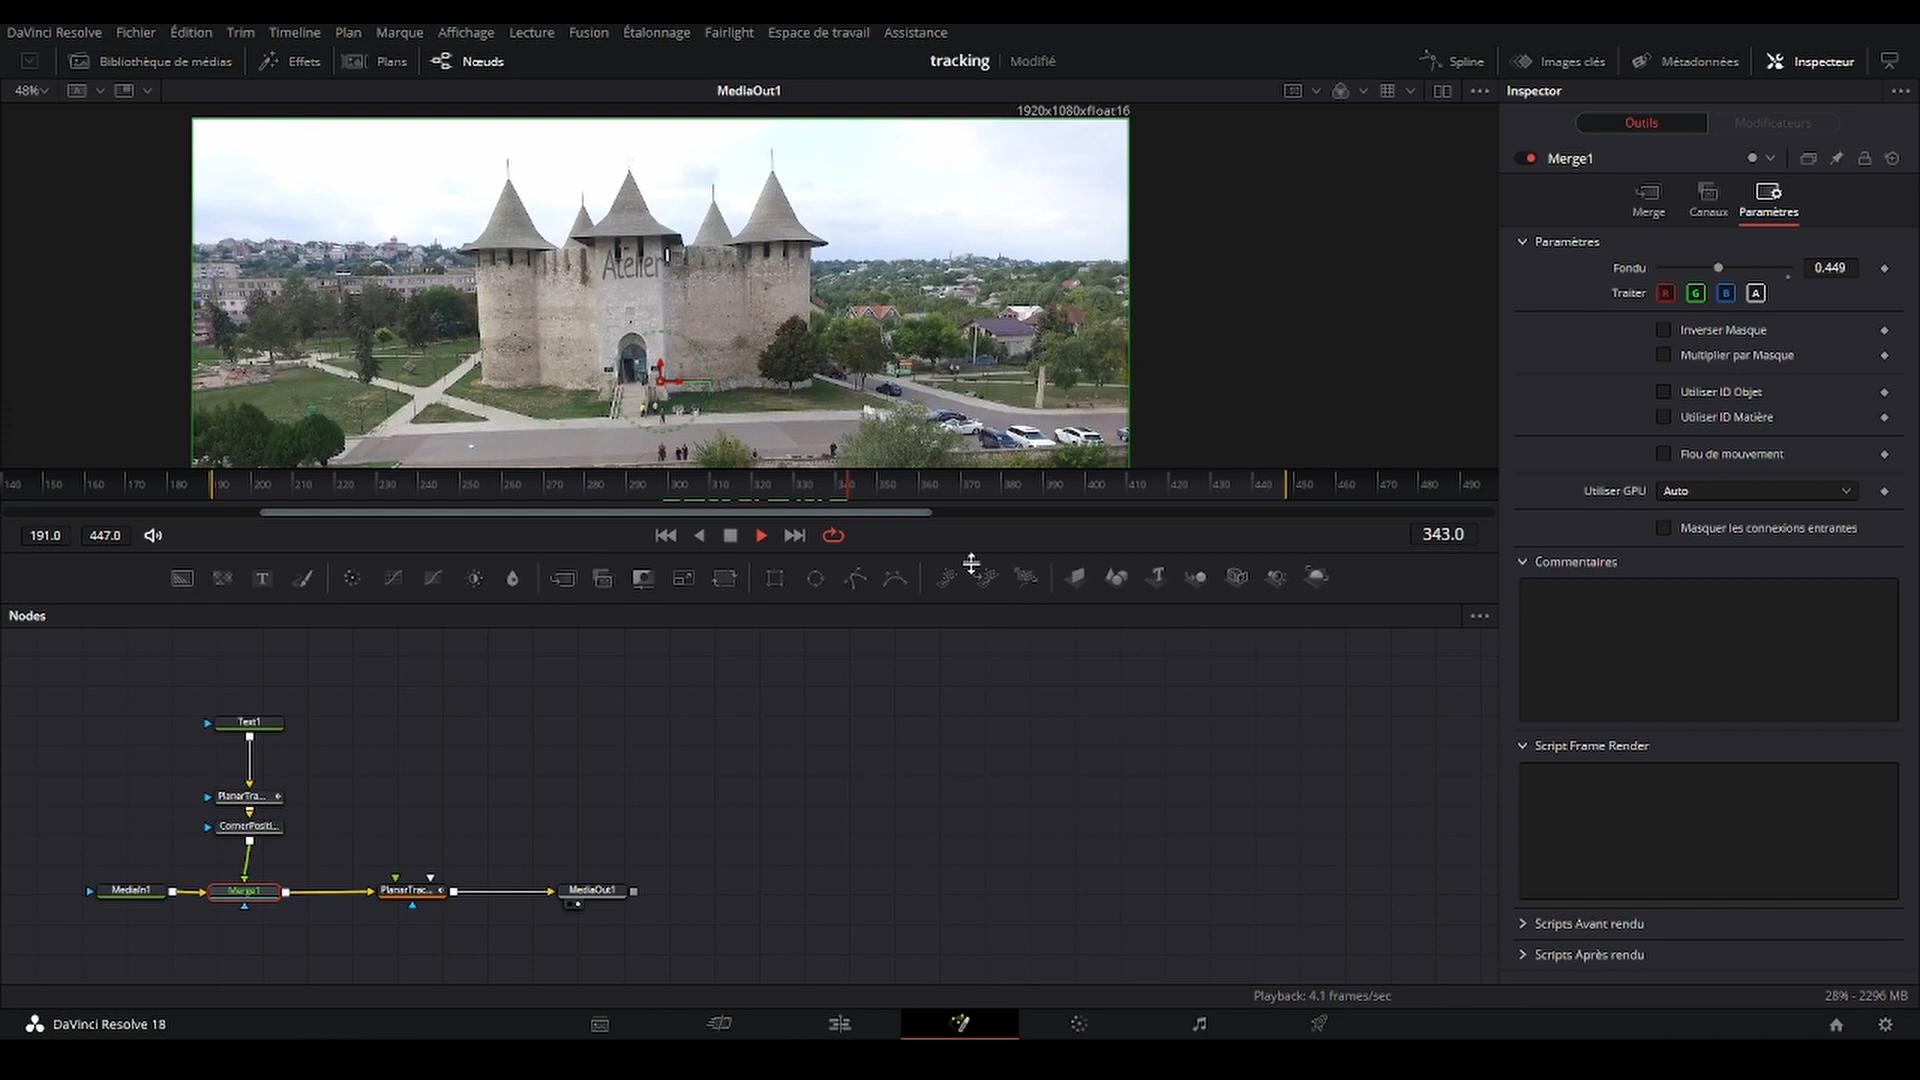 DaVinci Resolve Fichier Édition Trim Timeline Plan Marque Affichage Lecture Fusion Étalonnage Fairlight Espace de travail Assistance
Bibliothèque de médias Effets Plans Nœuds tracking Modifié Spline Images clés Métadonnées Inspecteur
48% MediaOut1 Inspector
1920x1080xfloat16
Outils Modificateurs
Merge1
Merge Canaux Paramètres
Paramètres
Fondu 0.449
Traiter R G B A
Inverser Masque
Multiplier par Masque
Utiliser ID Objet
Utiliser ID Matière
Flou de mouvement
Utiliser GPU Auto
Masquer les connexions entrantes
Commentaires
Script Frame Render
Scripts Avant rendu
Scripts Après rendu
Atelier
140 150 160 170 180 190 200 210 220 230 240 250 260 270 280 290 300 310 320 330 340 350 360 370 380 390 400 410 420 430 440 450 460 470 480 490
191.0 447.0 343.0
T T
Nodes
Text1
PlanarTra...
CornerPositi...
MediaIn1 Merge1 PlanarTrac... MediaOut1
Playback: 4.1 frames/sec 28% - 2296 MB
DaVinci Resolve 18